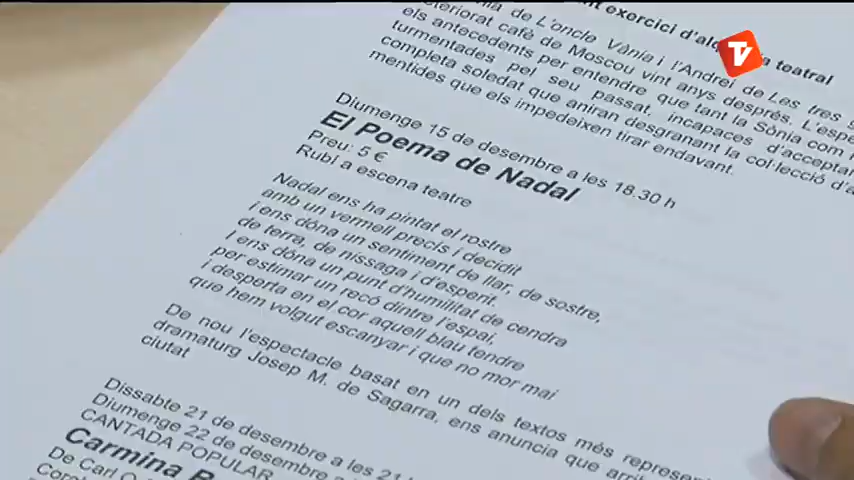 exercici d'alquímia teatral
de L'oncle Vània i l'Andrei de Les tres
deteriorat cafè de Moscou vint anys després. L'espe
els antecedents per entendre que tant la Sònia com
turmentades pel seu passat, incapaces d'acceptar
completa soledat que aniran desgranant la col·lecció d'a
mentides que els impedeixen tirar endavant.
Diumenge 15 de desembre a les 18.30 h
El Poema de Nadal
Preu: 5 €
Rubí a escena teatre
Nadal ens ha pintat el rostre
amb un vermell precís i decidit
i ens dóna un sentiment de llar, de sostre,
de terra, de nissaga i d'esperit.
I ens dóna un punt d'humilitat de cendra
per estimar un recó dintre l'espai,
i desperta en el cor aquell blau tendre
que hem volgut escanyar i que no mor mai
De nou l'espectacle basat en un dels textos més represen
dramaturg Josep M. de Sagarra, ens anuncia que arrib
ciutat
Dissabte 21 de desembre a les 21
Diumenge 22 de desembre
CANTADA POPULAR
Carmina B
De Carl O
TV